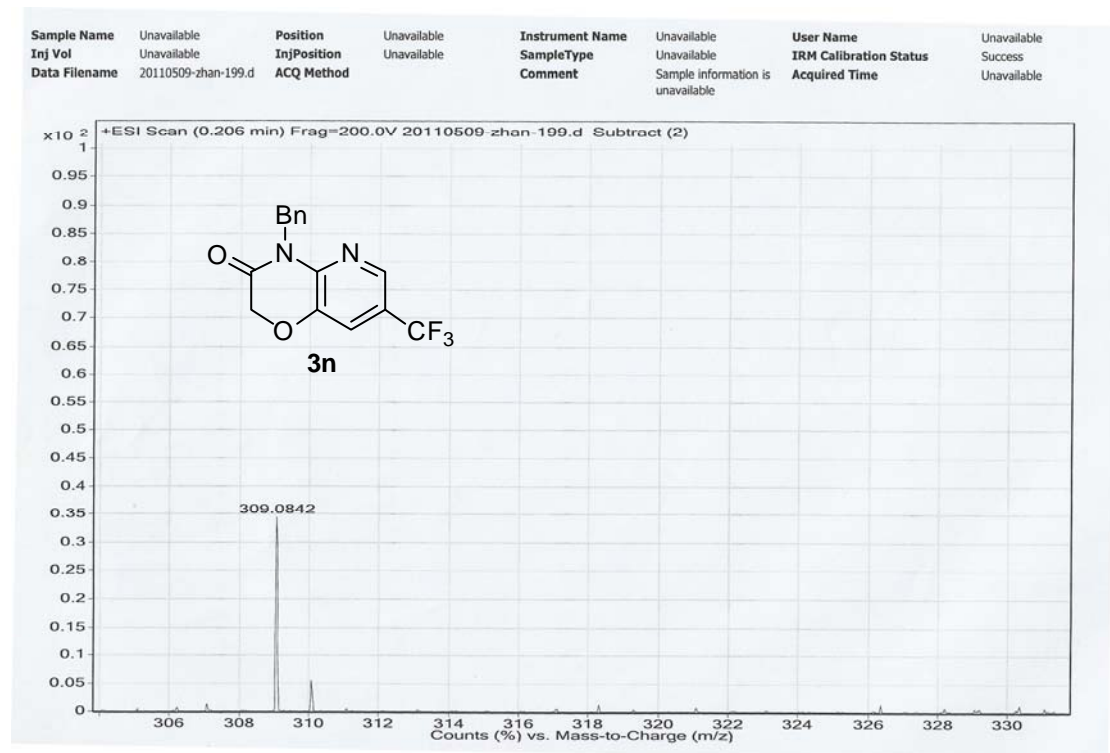 Sample Name Unavailable Position Unavailable Instrument Name Unavailable User Name Unavailable
Inj Vol Unavailable InjPosition Unavailable SampleType Unavailable IRM Calibration Status Success
Data Filename 20110509-zhan-199.d ACQ Method Comment Sample information is unavailable Acquired Time Unavailable
x10 2 +ESI Scan (0.206 min) Frag=200.0V 20110509-zhan-199.d Subtract (2)
1
0.95
0.9
0.85
0.8
0.75
0.7
0.65
0.6
0.55
0.5
0.45
0.4
0.35
0.3
0.25
0.2
0.15
0.1
0.05
0
Bn
O N N
O CF3
3n
309.0842
306 308 310 312 314 316 318 320 322 324 326 328 330
Counts (%) vs. Mass-to-Charge (m/z)